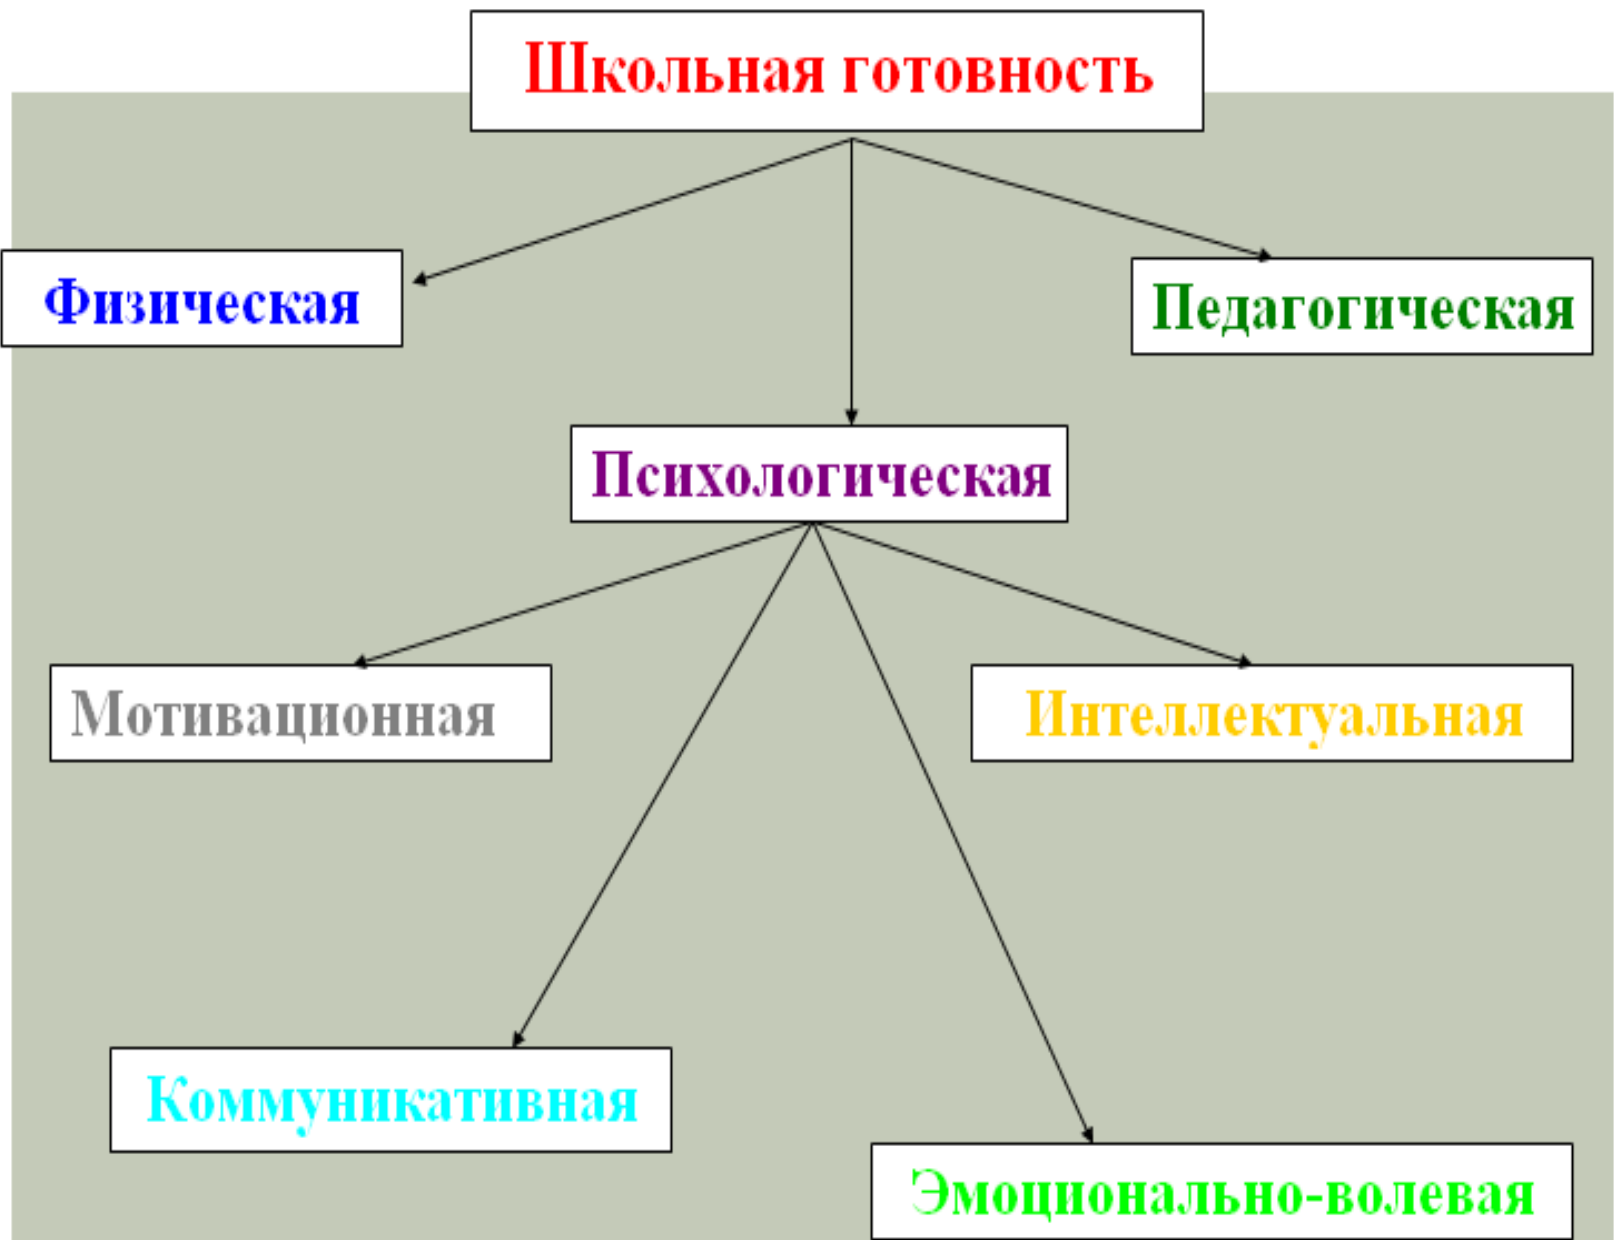 Школьная готовность
Физическая
Педагогическая
Психологическая
Мотивационная
Интеллектуальная
Коммуникативная
Эмоционально-волевая